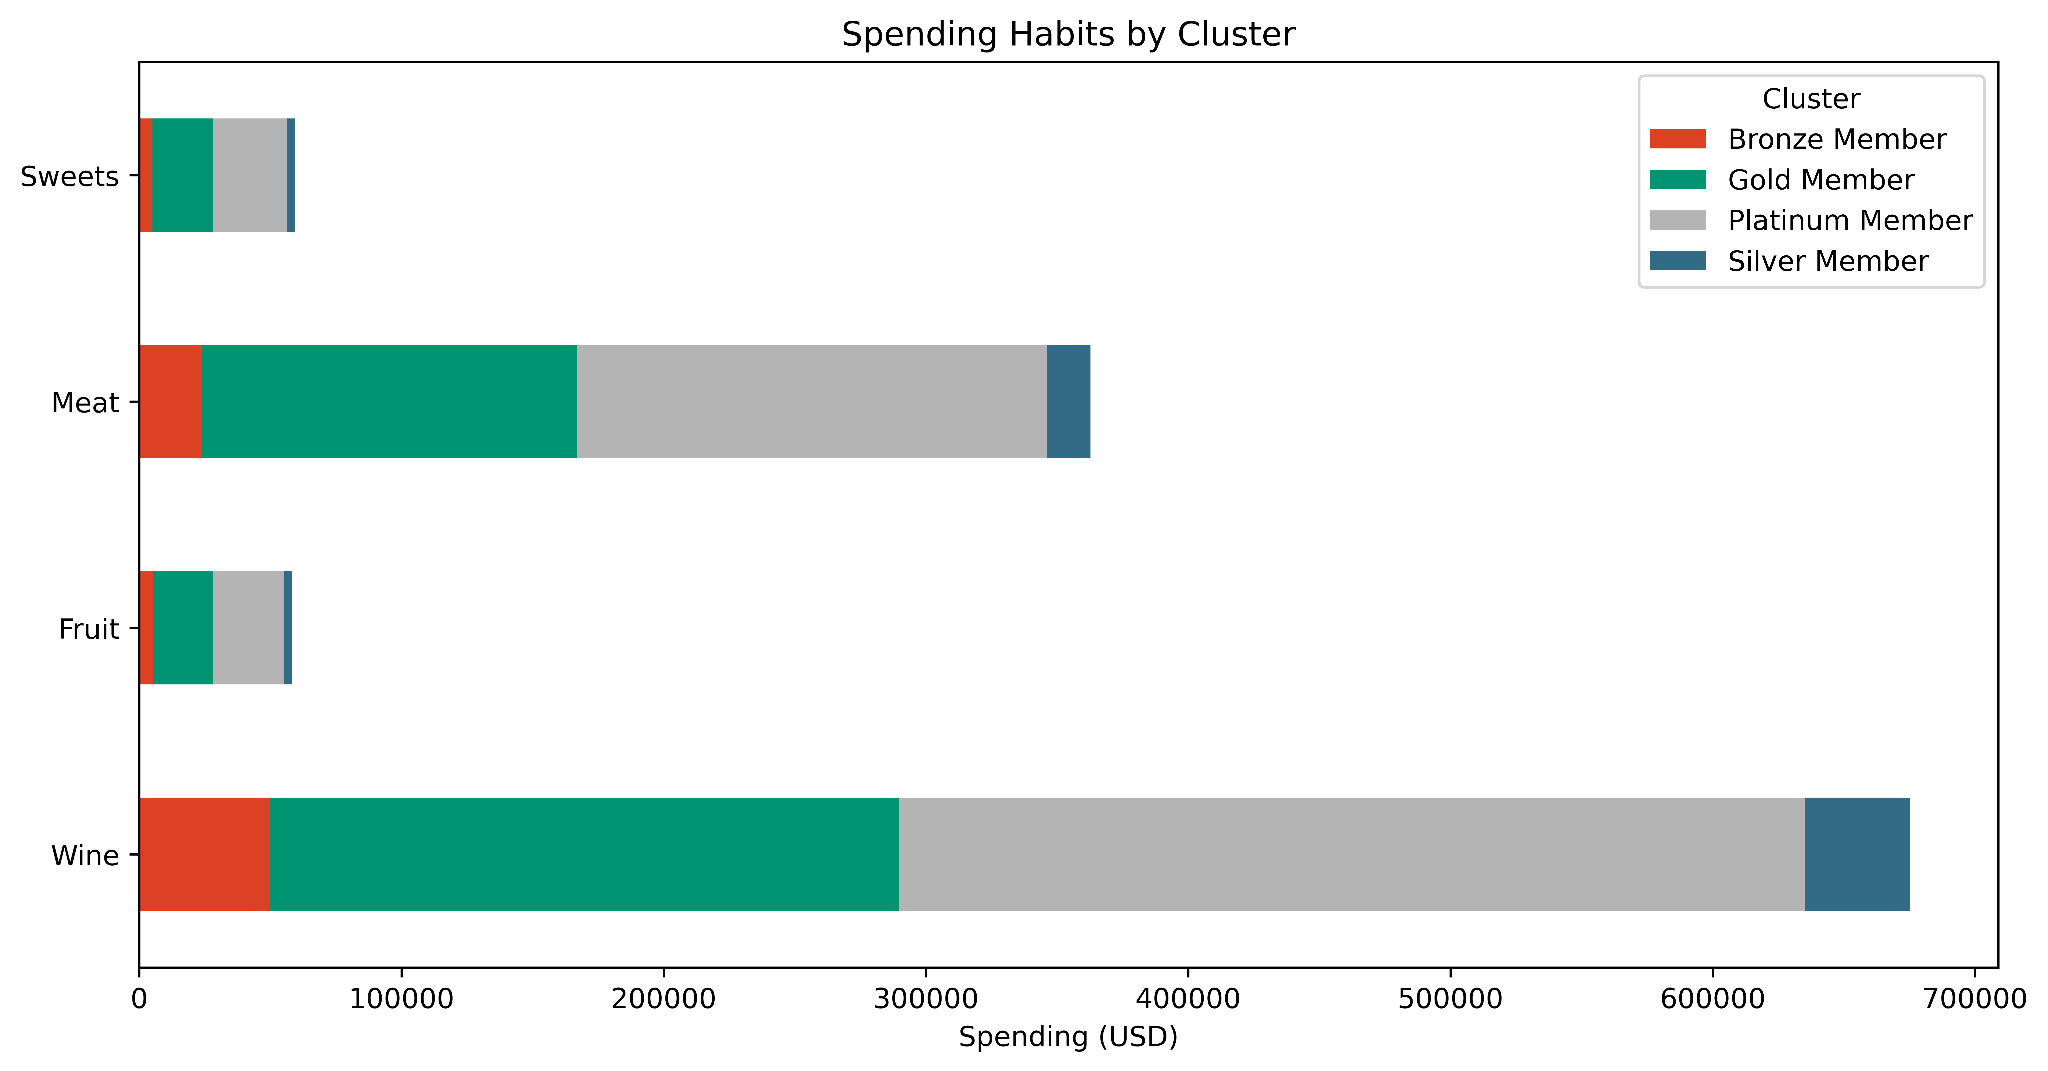 Spending Habits by Cluster
Cluster
Bronze Member
Gold Member
Platinum Member
Silver Member
Sweets
Meat
Fruit
Wine
0 100000 200000 300000 400000 500000 600000 700000
Spending (USD)